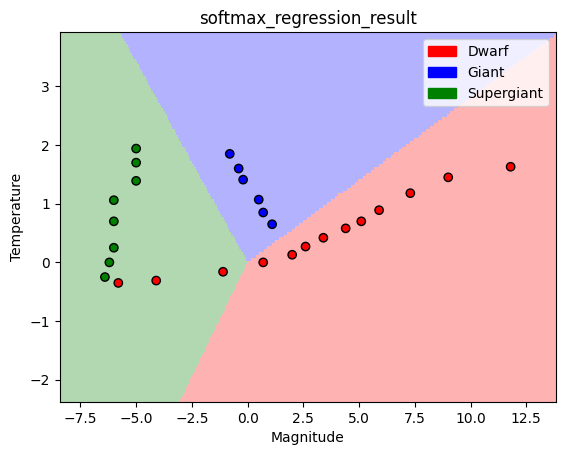 softmax_regression_result
Dwarf
Giant
Supergiant
Temperature
3
2
1
0
−1
−2
−7.5 −5.0 −2.5 0.0 2.5 5.0 7.5 10.0 12.5
Magnitude